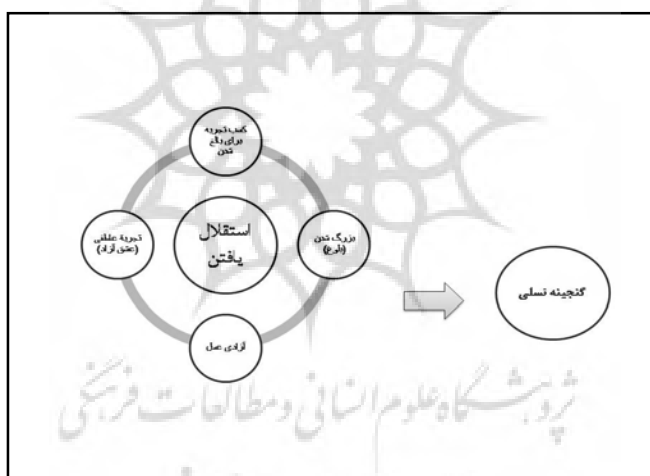 کسب تجربه
برای بالغ
شدن
استقلال
یافتن
بزرگ شدن
(بلوغ)
تجربهٔ عاطفی
(عشق آزاد)
آزادی عمل
گنجینه نسلی
پژوهشگاه علوم انسانی و مطالعات فرهنگی